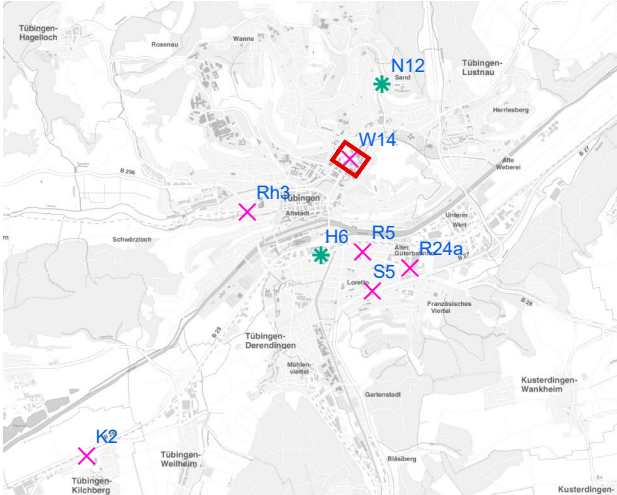 Tübingen-
Hagelloch
Rosenau
Wanne
N12
Sand
Tübingen-
Lustnau
Herrlesberg
W14
B 27
Alte
Weberei
B 296
Rh3
Tübingen
Altstadt
Unterm
Wert
Schwärzloch
H6
R5
Alter
Güterbahnhof
R24a
B 27
S5
Loretto
Französisches
Viertel
B 28
B 28
Tübingen-
Derendingen
Mühlen-
viertel
Gartenstadt
Kusterdingen-
Wankheim
K2
Tübingen-
Weilheim
Bläsiberg
Tübingen-
Kilchberg
Kusterdingen-